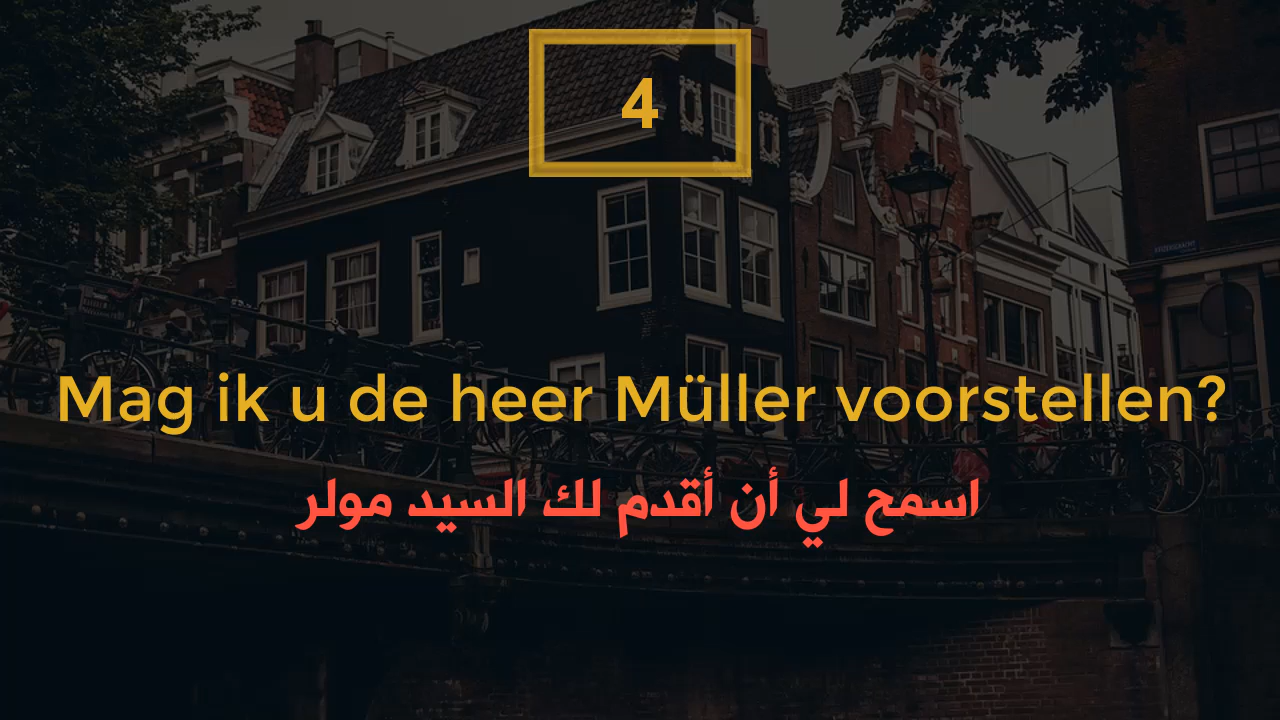 4
Mag ik u de heer Müller voorstellen?
اسمح لي أن أقدم لك السيد مولر